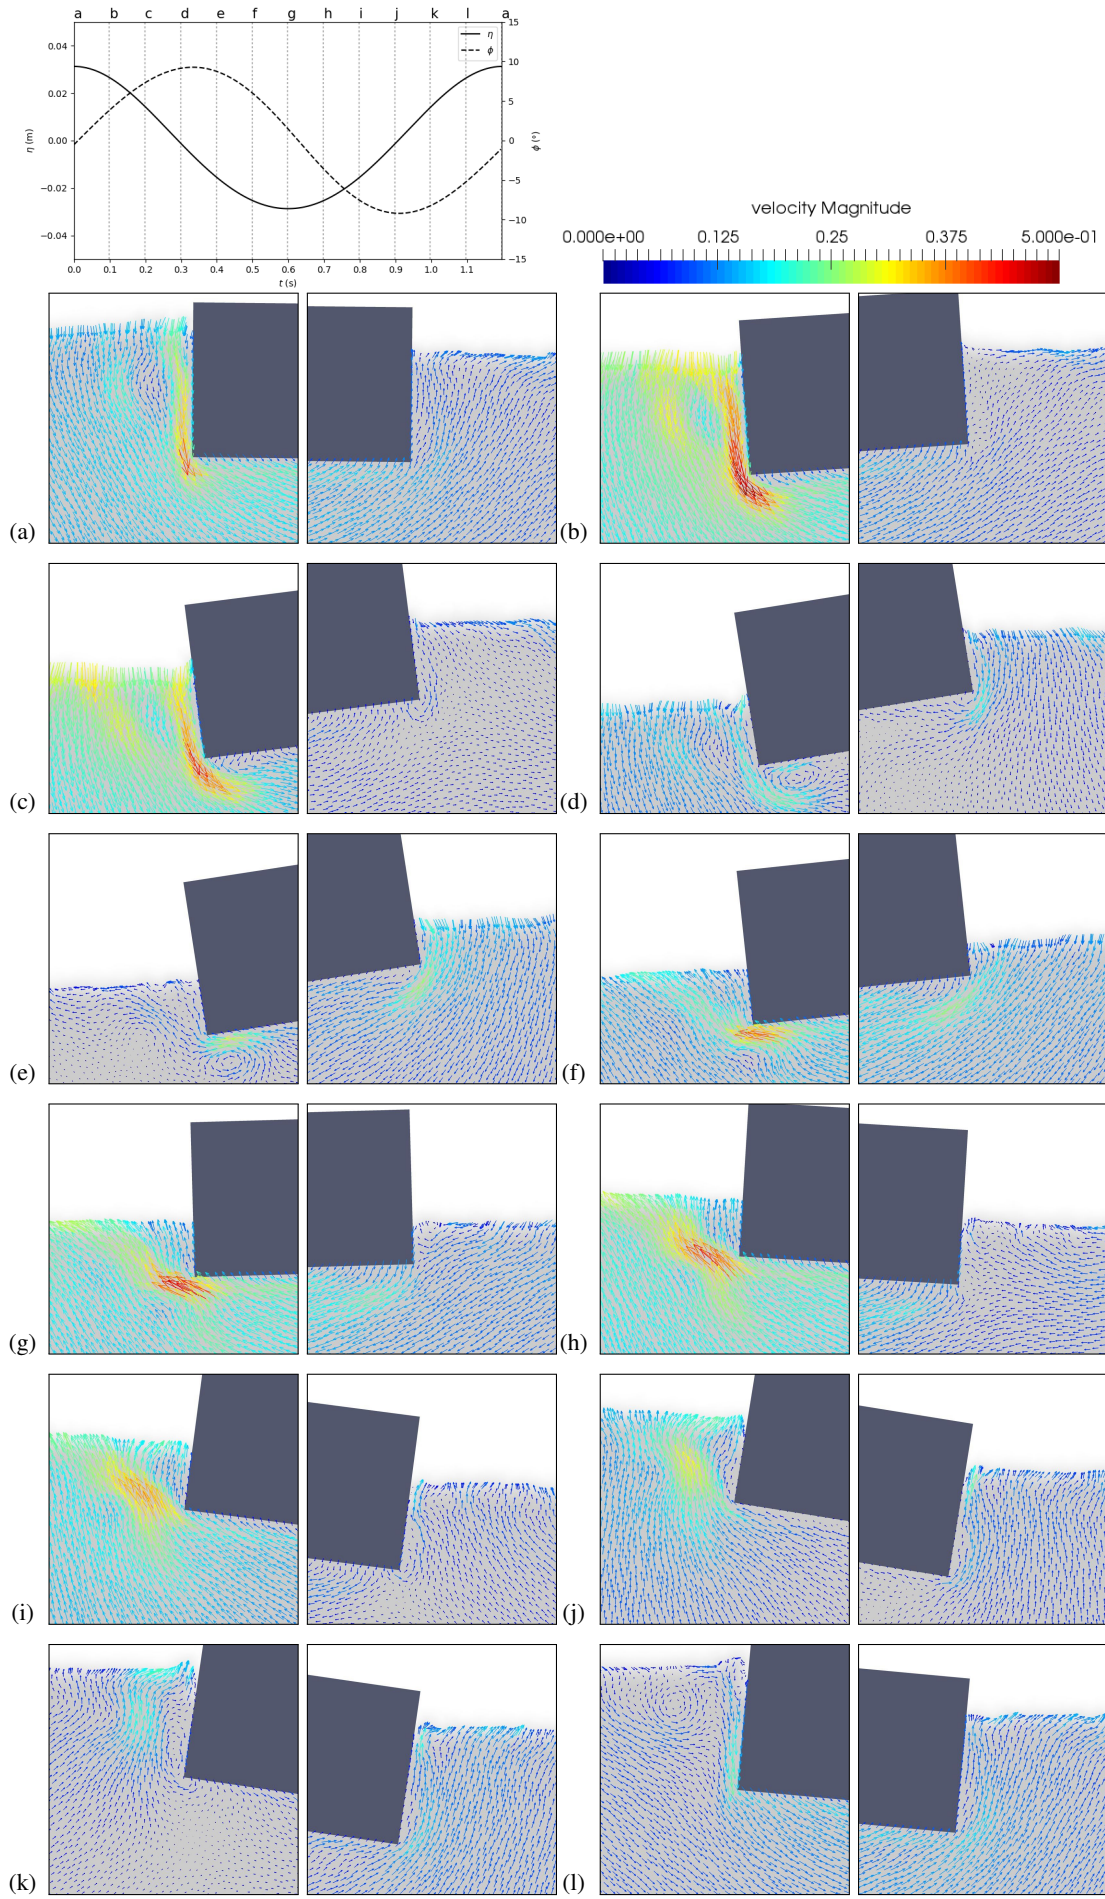 a b c d e f g h i j k l a
0.04
0.02
0.00
−0.02
−0.04
η (m)
η
ϕ
15
10
5
0
−5
−10
−15
ϕ (°)
0.0 0.1 0.2 0.3 0.4 0.5 0.6 0.7 0.8 0.9 1.0 1.1
t (s)
velocity Magnitude
0.000e+00 0.125 0.25 0.375 5.000e-01
(a) (b)
(c) (d)
(e) (f)
(g) (h)
(i) (j)
(k) (l)